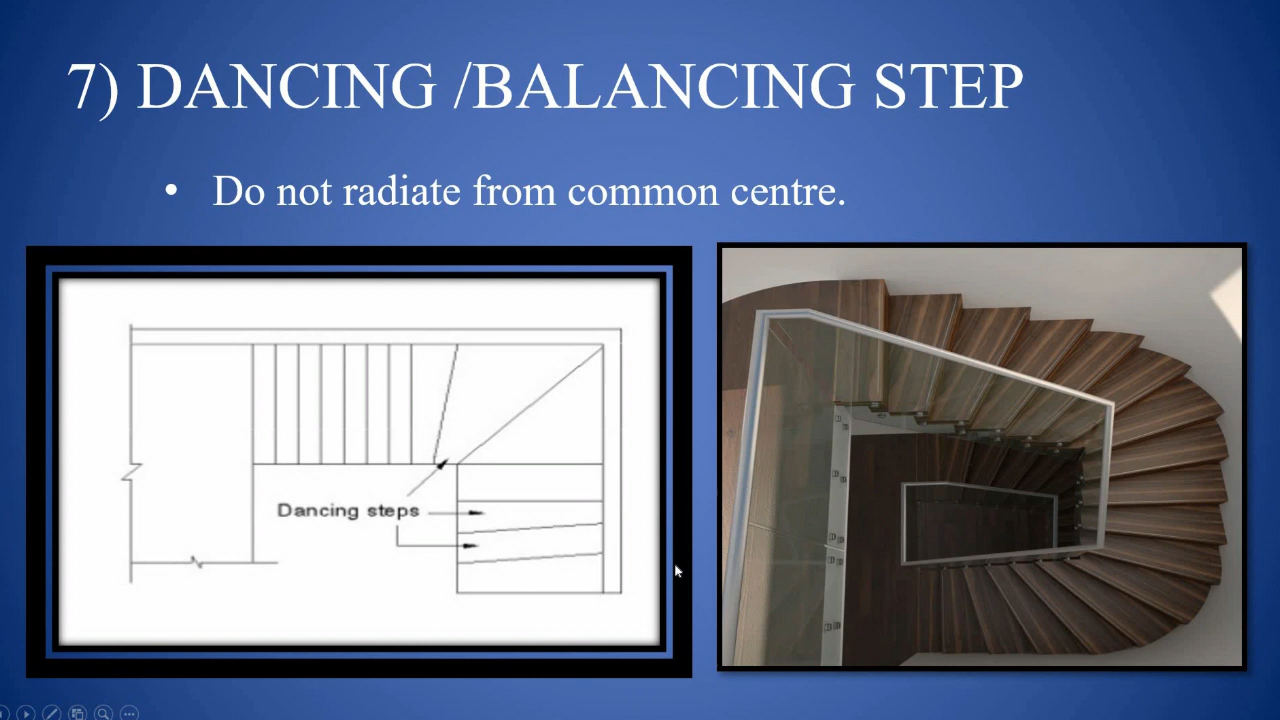 7) DANCING /BALANCING STEP
• Do not radiate from common centre.
Dancing steps